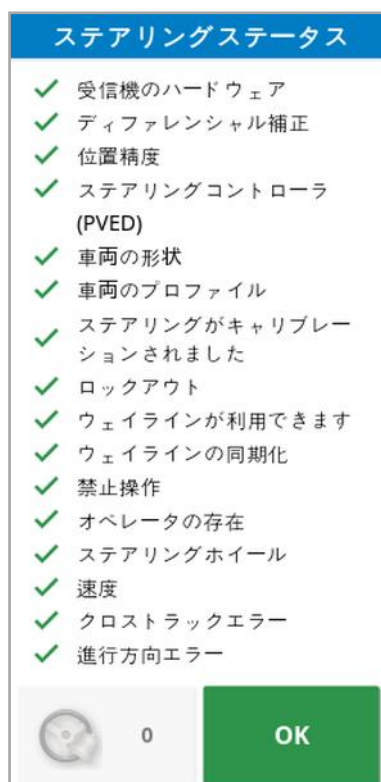 ステアリングステータス
受信機のハードウェア
ディファレンシャル補正
位置精度
ステアリングコントローラ
(PVED)
車両の形状
車両のプロファイル
ステアリングがキャリブレー
ションされました
ロックアウト
ウェイラインが利用できます
ウェイラインの同期化
禁止操作
オペレータの存在
ステアリングホイール
速度
クロストラックエラー
進行方向エラー
0
OK